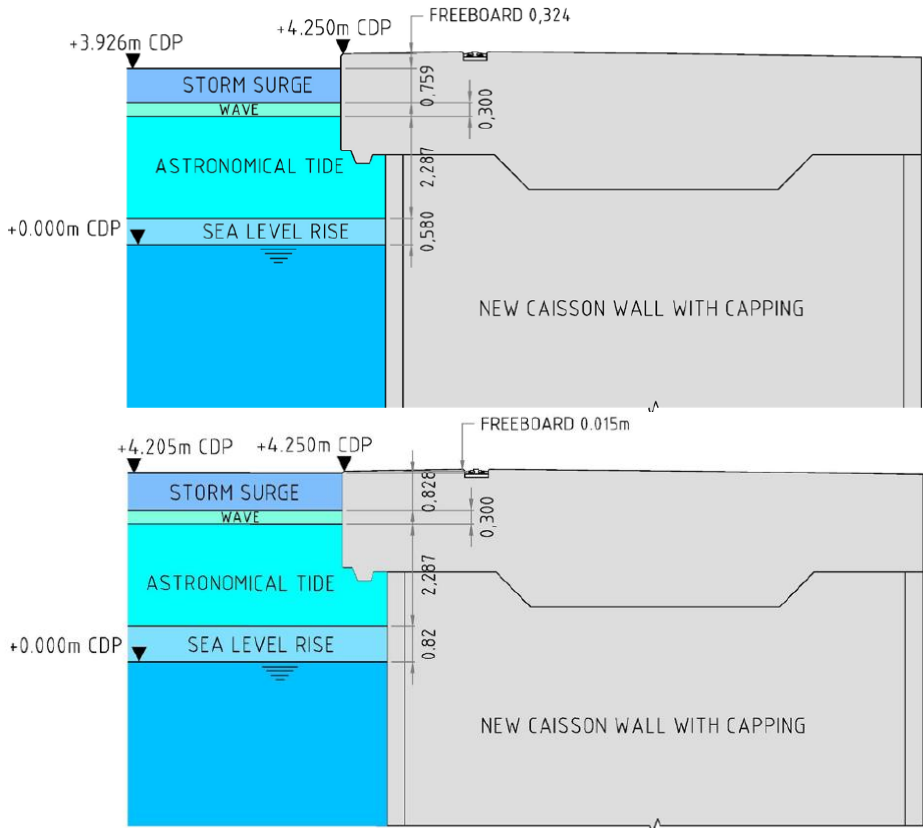 FREEBOARD 0,324
+3.926m CDP
+4.250m CDP
STORM SURGE
0,759
WAVE
0,300
ASTRONOMICAL TIDE
2,287
+0.000m CDP
SEA LEVEL RISE
0,580
NEW CAISSON WALL WITH CAPPING
FREEBOARD 0.015m
+4.205m CDP
+4.250m CDP
STORM SURGE
0,828
WAVE
0,300
ASTRONOMICAL TIDE
2,287
+0.000m CDP
SEA LEVEL RISE
0.82
NEW CAISSON WALL WITH CAPPING